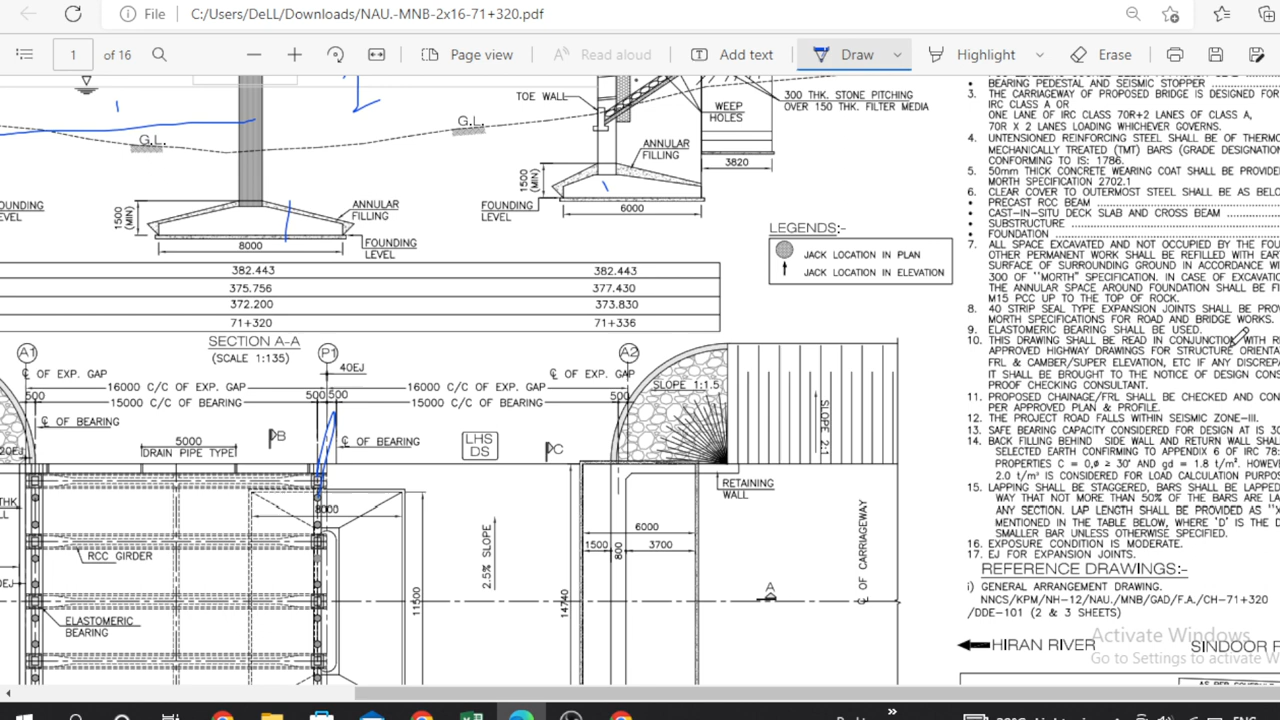 File C:/Users/DeLL/Downloads/NAU.-MNB-2x16-71+320.pdf
1 of 16 Page view Read aloud Add text Draw Highlight Erase
G.L.
1500 (MIN)
ANNULAR FILLING
FOUNDING LEVEL
8000
TOE WALL
G.L.
WEEP HOLES
300 THK. STONE PITCHING
OVER 150 THK. FILTER MEDIA
3820
ANNULAR FILLING
1500 (MIN)
FOUNDING LEVEL
6000
LEGENDS:-
JACK LOCATION IN PLAN
JACK LOCATION IN ELEVATION
382.443 382.443
375.756 377.430
372.200 373.830
71+320 71+336
SECTION A-A
(SCALE 1:135)
A1 P1 A2
OF EXP. GAP 40EJ OF EXP. GAP
16000 C/C OF EXP. GAP 16000 C/C OF EXP. GAP
500 15000 C/C OF BEARING 500 500 15000 C/C OF BEARING 500
OF BEARING
OF BEARING
5000
DRAIN PIPE TYPE
B
LHS
DS
C
SLOPE 1:1.5
SLOPE 2:1
RETAINING WALL
8000
RCC GIRDER
ELASTOMERIC BEARING
2.5% SLOPE
11500
14740
6000
1500 800 3700
A
OF CARRIAGEWAY
BEARING PEDESTAL AND SEISMIC STOPPER
3. THE CARRIAGEWAY OF PROPOSED BRIDGE IS DESIGNED FOR
IRC CLASS A OR
ONE LANE OF IRC CLASS 70R+2 LANES OF CLASS A,
70R X 2 LANES LOADING WHICHEVER GOVERNS.
4. UNTENSIONED REINFORCING STEEL SHALL BE OF THERMO
MECHANICALLY TREATED (TMT) BARS (GRADE DESIGNATION
CONFORMING TO IS: 1786.
5. 50mm THICK CONCRETE WEARING COAT SHALL BE PROVIDE
MORTH SPECIFICATION 2702.1
6. CLEAR COVER TO OUTERMOST STEEL SHALL BE AS BELO
PRECAST RCC BEAM
CAST-IN-SITU DECK SLAB AND CROSS BEAM
SUBSTRUCTURE
FOUNDATION
7. ALL SPACE EXCAVATED AND NOT OCCUPIED BY THE FOU
OTHER PERMANENT WORK SHALL BE REFILLED WITH EART
SURFACE OF SURROUNDING GROUND IN ACCORDANCE WI
300 OF "MORTH" SPECIFICATION. IN CASE OF EXCAVATIO
THE ANNULAR SPACE AROUND FOUNDATION SHALL BE FI
M15 PCC UP TO THE TOP OF ROCK.
8. 40 STRIP SEAL TYPE EXPANSION JOINTS SHALL BE PROV
MORTH SPECIFICATIONS FOR ROAD AND BRIDGE WORKS.
9. ELASTOMERIC BEARING SHALL BE USED.
10. THIS DRAWING SHALL BE READ IN CONJUNCTION WITH RE
APPROVED HIGHWAY DRAWINGS FOR STRUCTURE ORIENTA
FRL & CAMBER/SUPER ELEVATION, ETC IF ANY DISCREPA
IT SHALL BE BROUGHT TO THE NOTICE OF DESIGN CONS
PROOF CHECKING CONSULTANT.
11. PROPOSED CHAINAGE/FRL SHALL BE CHECKED AND CON
PER APPROVED PLAN & PROFILE.
12. THE PROJECT ROAD FALLS WITHIN SEISMIC ZONE-III.
13. SAFE BEARING CAPACITY CONSIDERED FOR DESIGN AT IS 30
14. BACK FILLING BEHIND SIDE WALL AND RETURN WALL SHAL
SELECTED EARTH CONFIRMING TO APPENDIX 6 OF IRC 78:
PROPERTIES C = 0,ø ≥ 30' AND gd = 1.8 t/m³. HOWEV
2.0 t/m³ IS CONSIDERED FOR LOAD CALCULATION PURPOS
15. LAPPING SHALL BE STAGGERED, BARS SHALL BE LAPPED
WAY THAT NOT MORE THAN 50% OF THE BARS ARE LA
ANY SECTION. LAP LENGTH SHALL BE PROVIDED AS
MENTIONED IN THE TABLE BELOW, WHERE 'D' IS THE D
SMALLER BAR UNLESS OTHERWISE SPECIFIED.
16. EXPOSURE CONDITION IS MODERATE.
17. EJ FOR EXPANSION JOINTS.
REFERENCE DRAWINGS:-
i) GENERAL ARRANGEMENT DRAWING.
NNCS/KPM/NH-12/NAU./MNB/GAD/F.A./CH-71+320
/DDE-101 (2 & 3 SHEETS)
HIRAN RIVER SINDOOR
Activate Windows
Go to Settings to activate W